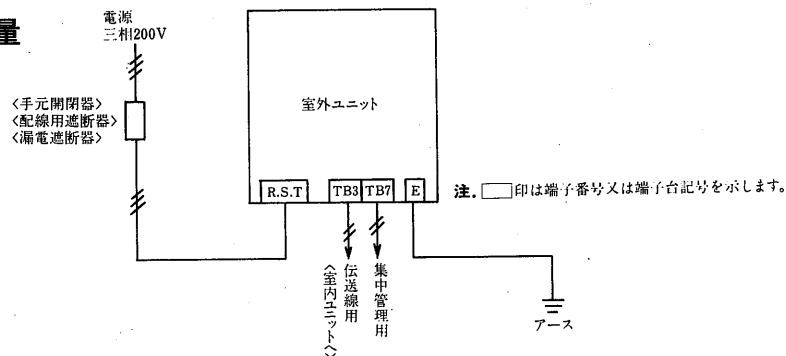 量
電源
三相200V
〈手元開閉器〉
〈配線用遮断器〉
〈漏電遮断器〉
室外ユニット
R.S.T
TB3
TB7
E
注.□印は端子番号又は端子台記号を示します。
伝送線用
〈室内ユニットへ〉
集中管理用
アース